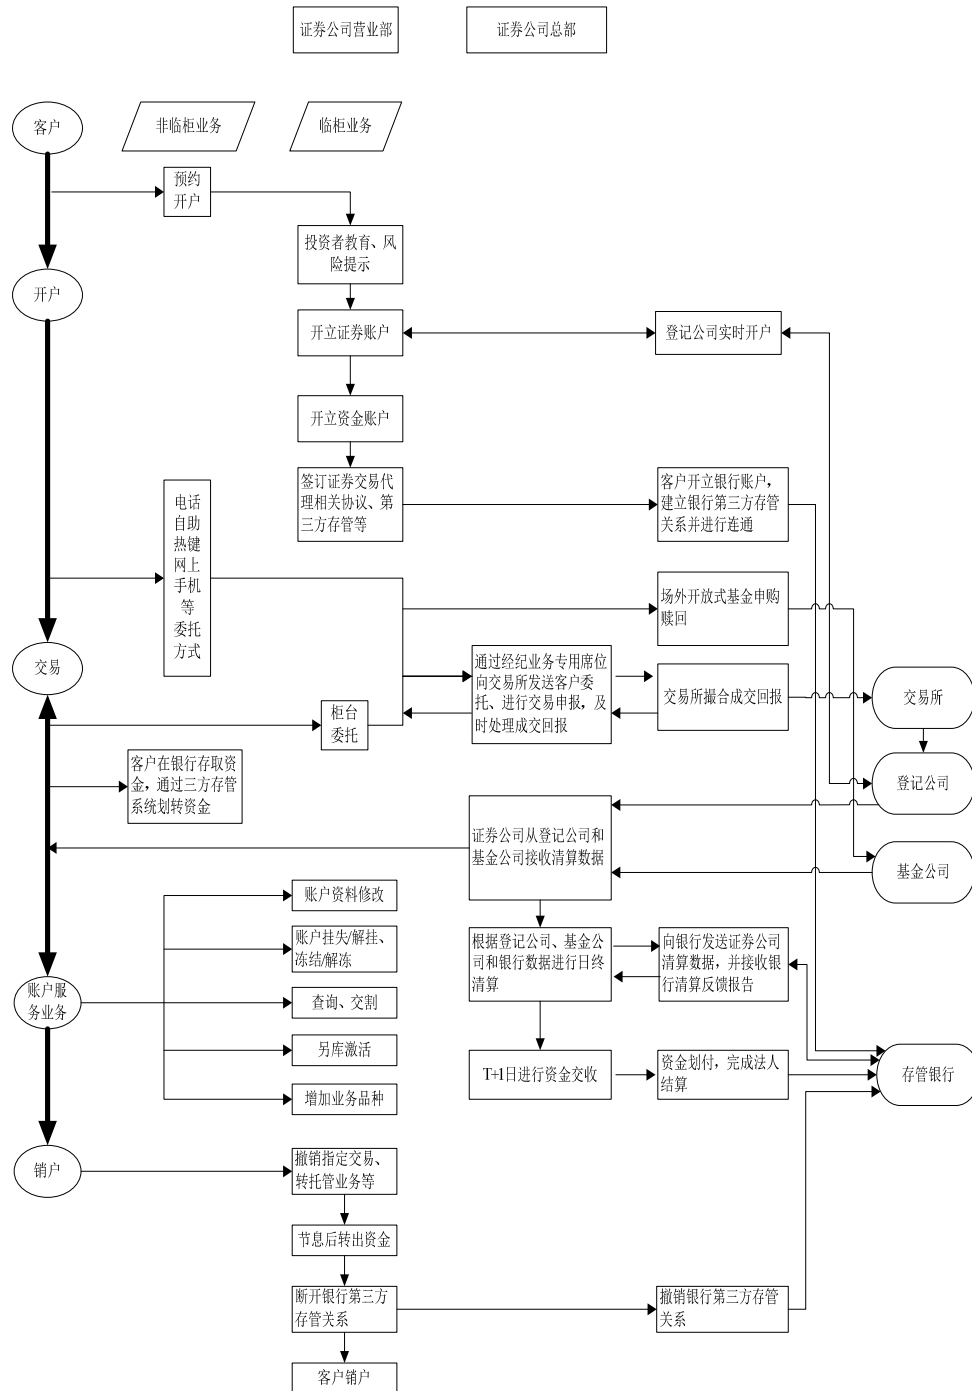 证券公司营业部
证券公司总部
客户
非临柜业务
临柜业务
预约
开户
投资者教育、风
险提示
开户
开立证券账户
登记公司实时开户
开立资金账户
签订证券交易代
理相关协议、第
三方存管等
客户开立银行账户，
建立银行第三方存管
关系并进行连通
电话
自助
热键
网上
手机
等
委托
方式
场外开放式基金申购
赎回
交易
通过经纪业务专用席位
向交易所发送客户委
托、进行交易申报，及
时处理成交回报
交易所撮合成交回报
交易所
柜台
委托
客户在银行存取资
金，通过三方存管
系统划转资金
登记公司
证券公司从登记公司和
基金公司接收清算数据
基金公司
账户资料修改
账户挂失/解挂、
冻结/解冻
根据登记公司、基金公
司和银行数据进行日终
清算
向银行发送证券公司
清算数据，并接收银
行清算反馈报告
账户服
务业务
查询、交割
另库激活
T+1日进行资金交收
资金划付，完成法人
结算
存管银行
增加业务品种
销户
撤销指定交易、
转托管业务等
节息后转出资金
断开银行第三方
存管关系
撤销银行第三方存管
关系
客户销户